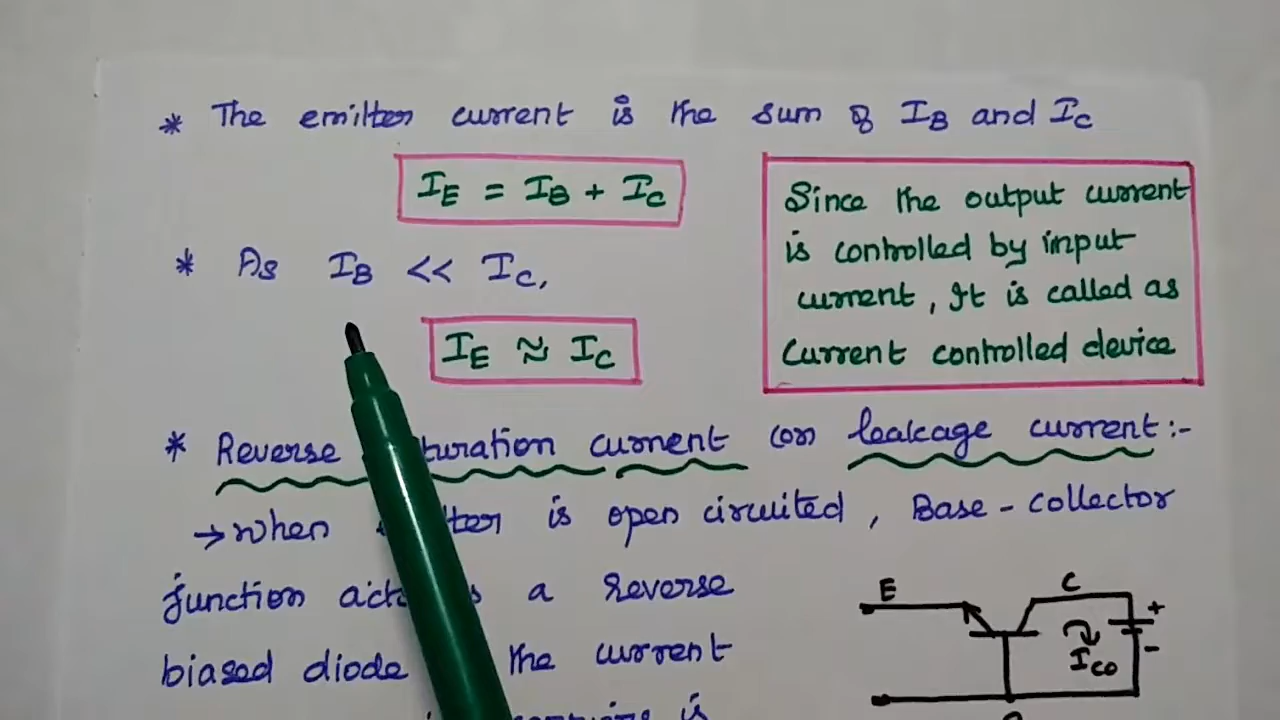 * The emitter current is the sum of IB and IC
IE = IB + IC
* As IB << IC,
IE ≈ IC
Since the output current
is controlled by input
current, It is called as
Current controlled device
* Reverse current (or) leakage current:-
→ When is open circuited, Base-collector
junction a reverse
biased diode the current
is
E
C
+
-
ICO